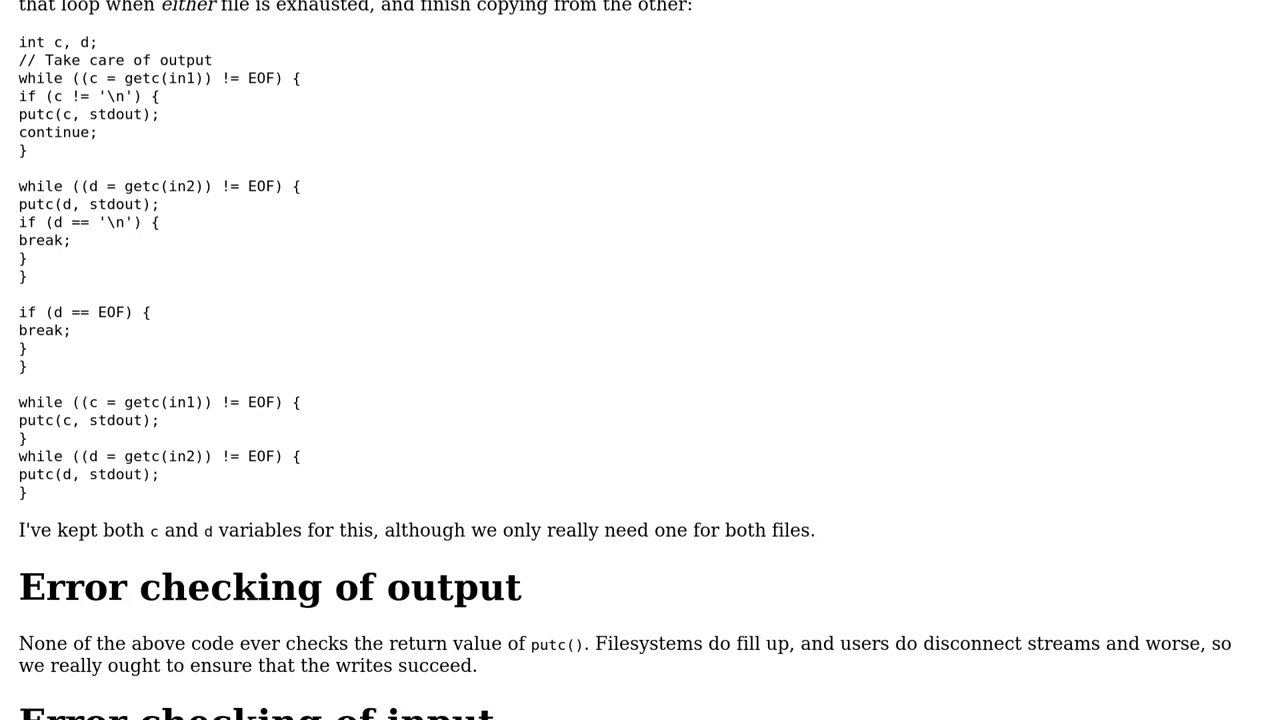 that loop when either file is exhausted, and finish copying from the other:
int c, d;
// Take care of output
while ((c = getc(in1)) != EOF) {
if (c != '\n') {
putc(c, stdout);
continue;
}
while ((d = getc(in2)) != EOF) {
putc(d, stdout);
if (d == '\n') {
break;
}
}
if (d == EOF) {
break;
}
}
while ((c = getc(in1)) != EOF) {
putc(c, stdout);
}
while ((d = getc(in2)) != EOF) {
putc(d, stdout);
}
I've kept both c and d variables for this, although we only really need one for both files.
Error checking of output
None of the above code ever checks the return value of putc(). Filesystems do fill up, and users do disconnect streams and worse, so
we really ought to ensure that the writes succeed.
Error checking of input